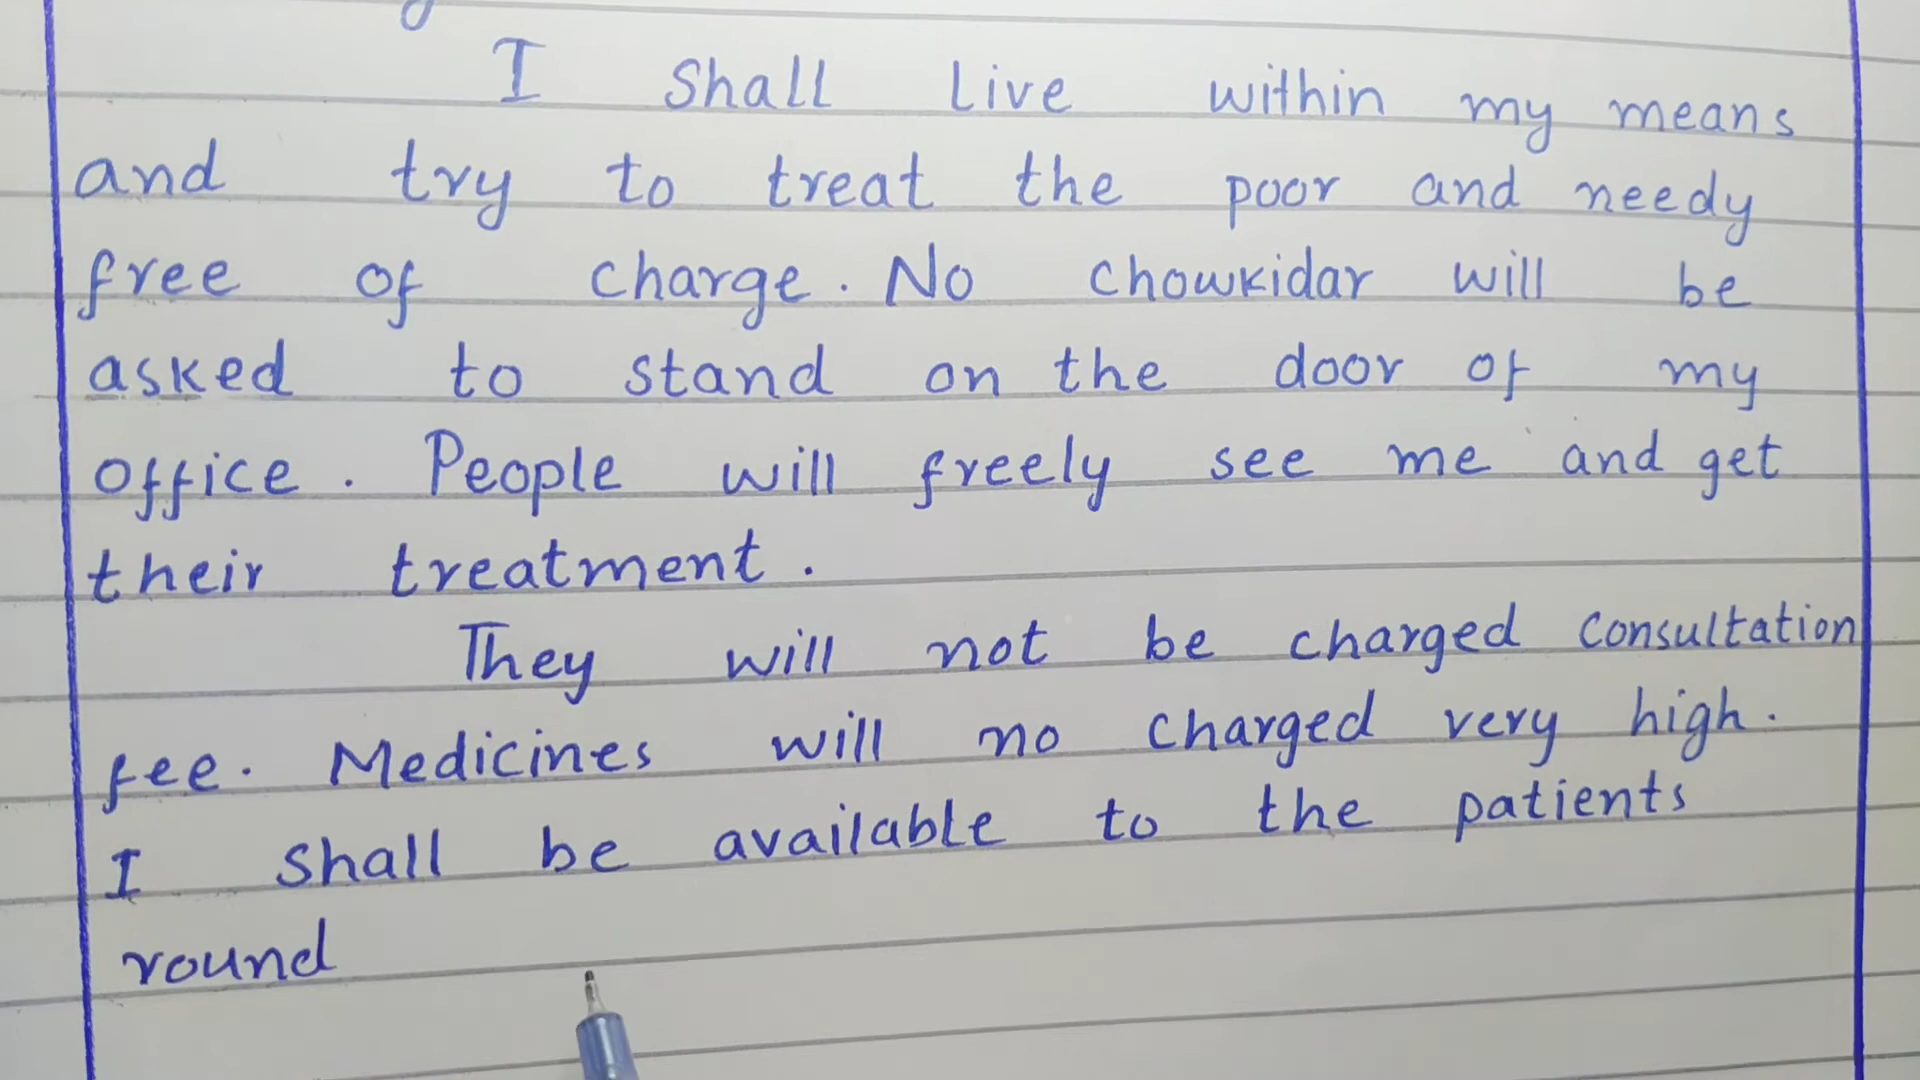 I shall live within my means
and try to treat the poor and needy
free of charge. No chowkidar will be
asked to stand on the door of my
office. People will freely see me and get
their treatment.
They will not be charged consultation
fee. Medicines will no charged very high.
I shall be available to the patients
round